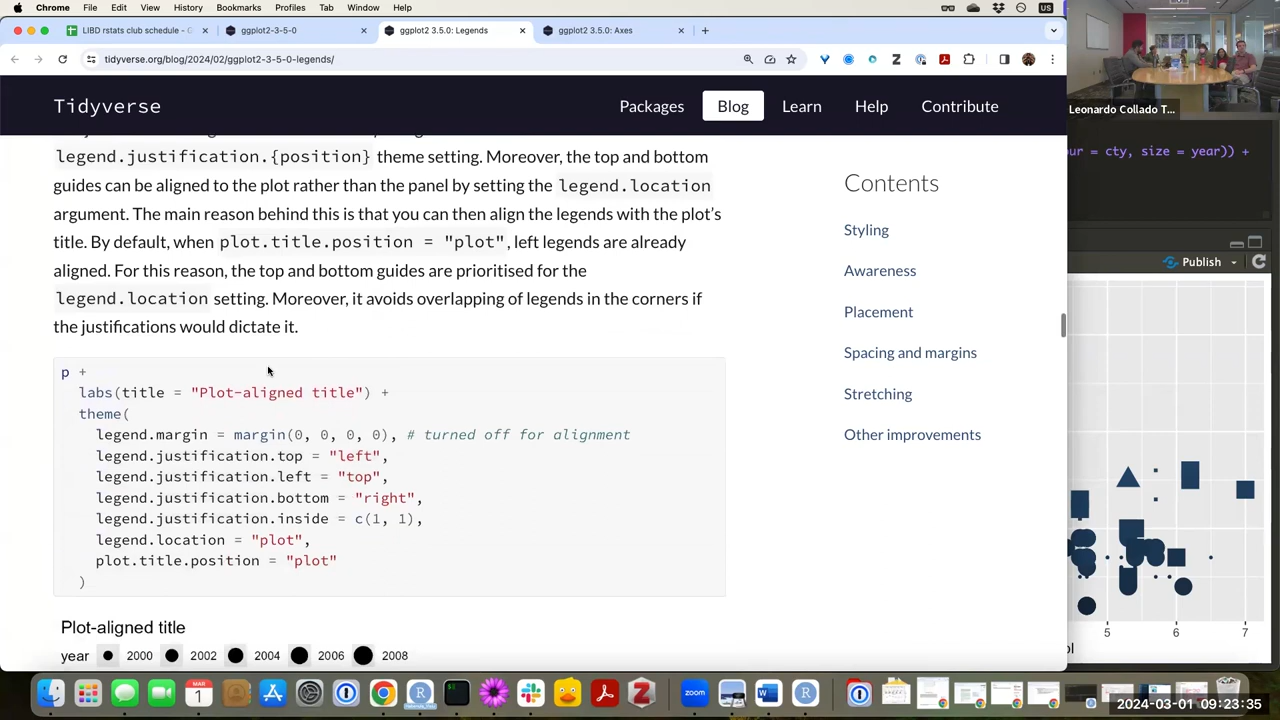 Chrome File Edit View History Bookmarks Profiles Tab Window Help
US
LIBD rstats club schedule - G
ggplot2-3-5-0
ggplot2 3.5.0: Legends
ggplot2 3.5.0: Axes
tidyverse.org/blog/2024/02/ggplot2-3-5-0-legends/
Leonardo Collado T...
Tidyverse
Packages Blog Learn Help Contribute
legend.justification.{position} theme setting. Moreover, the top and bottom
guides can be aligned to the plot rather than the panel by setting the legend.location
argument. The main reason behind this is that you can then align the legends with the plot's
title. By default, when plot.title.position = "plot", left legends are already
aligned. For this reason, the top and bottom guides are prioritised for the
legend.location setting. Moreover, it avoids overlapping of legends in the corners if
the justifications would dictate it.
p +
labs(title = "Plot-aligned title") +
theme(
legend.margin = margin(0, 0, 0, 0), # turned off for alignment
legend.justification.top = "left",
legend.justification.left = "top",
legend.justification.bottom = "right",
legend.justification.inside = c(1, 1),
legend.location = "plot",
plot.title.position = "plot"
)
Plot-aligned title
year 2000 2002 2004 2006 2008
Contents
Styling
Awareness
Placement
Spacing and margins
Stretching
Other improvements
ur = cty, size = year)) +
Publish
5 6 7
pl
MAR
1
zoom
2024-03-01 09:23:35